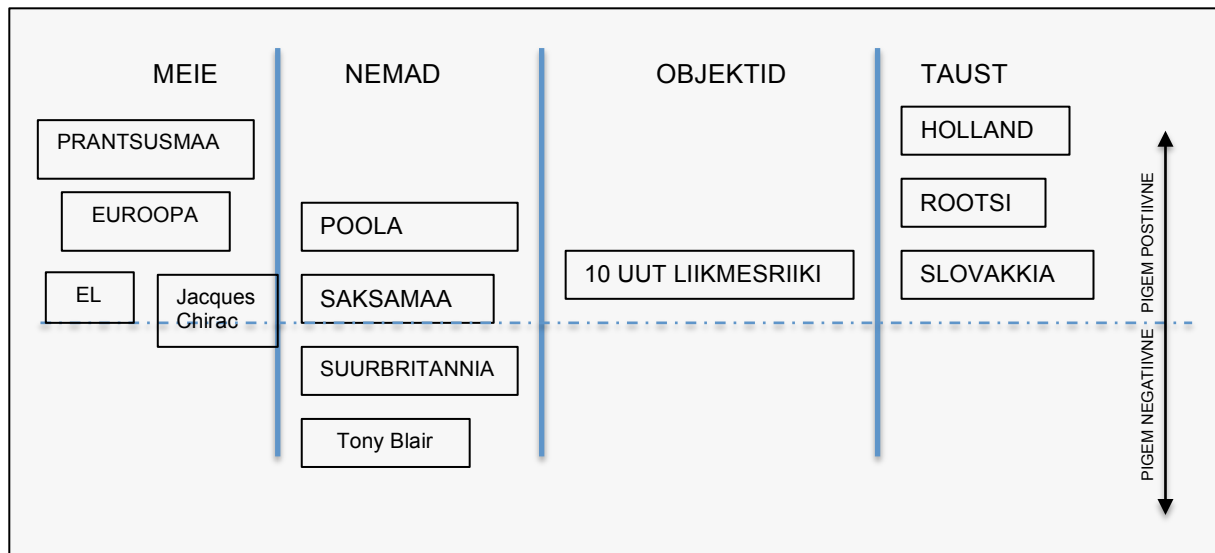 MEIE
NEMAD
OBJEKTID
TAUST
PRANTSUSMAA
EUROOPA
EL
Jacques
Chirac
POOLA
SAKSAMAA
SUURBRITANNIA
Tony Blair
10 UUT LIIKMESRIIKI
HOLLAND
ROOTSI
SLOVAKKIA
PIGEM NEGATIIVNE PIGEM POSTIIVNE